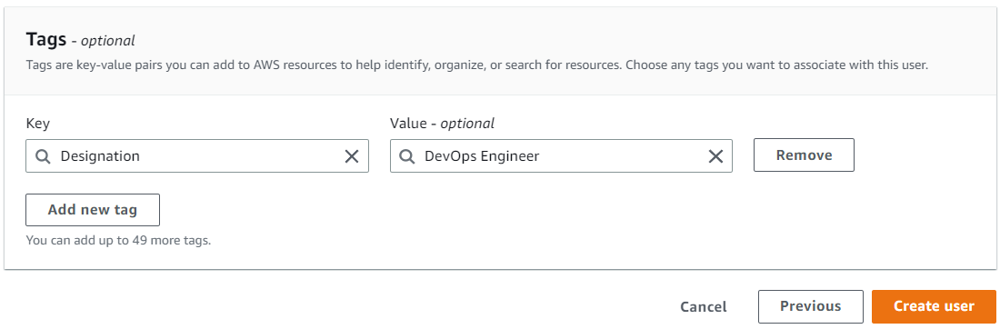 Tags - optional
Tags are key-value pairs you can add to AWS resources to help identify, organize, or search for resources. Choose any tags you want to associate with this user.
Key Value - optional
Designation DevOps Engineer Remove
Add new tag
You can add up to 49 more tags.
Cancel Previous Create user